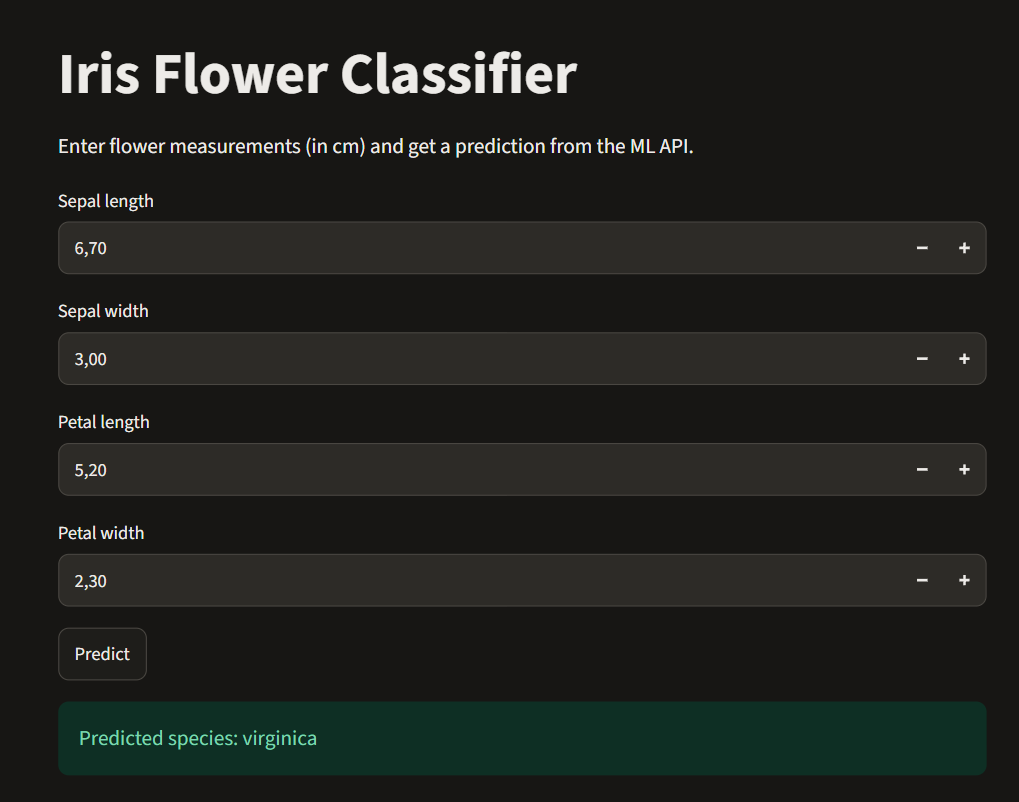 Iris Flower Classifier
Enter flower measurements (in cm) and get a prediction from the ML API.
Sepal length
6,70
Sepal width
3,00
Petal length
5,20
Petal width
2,30
Predict
Predicted species: virginica